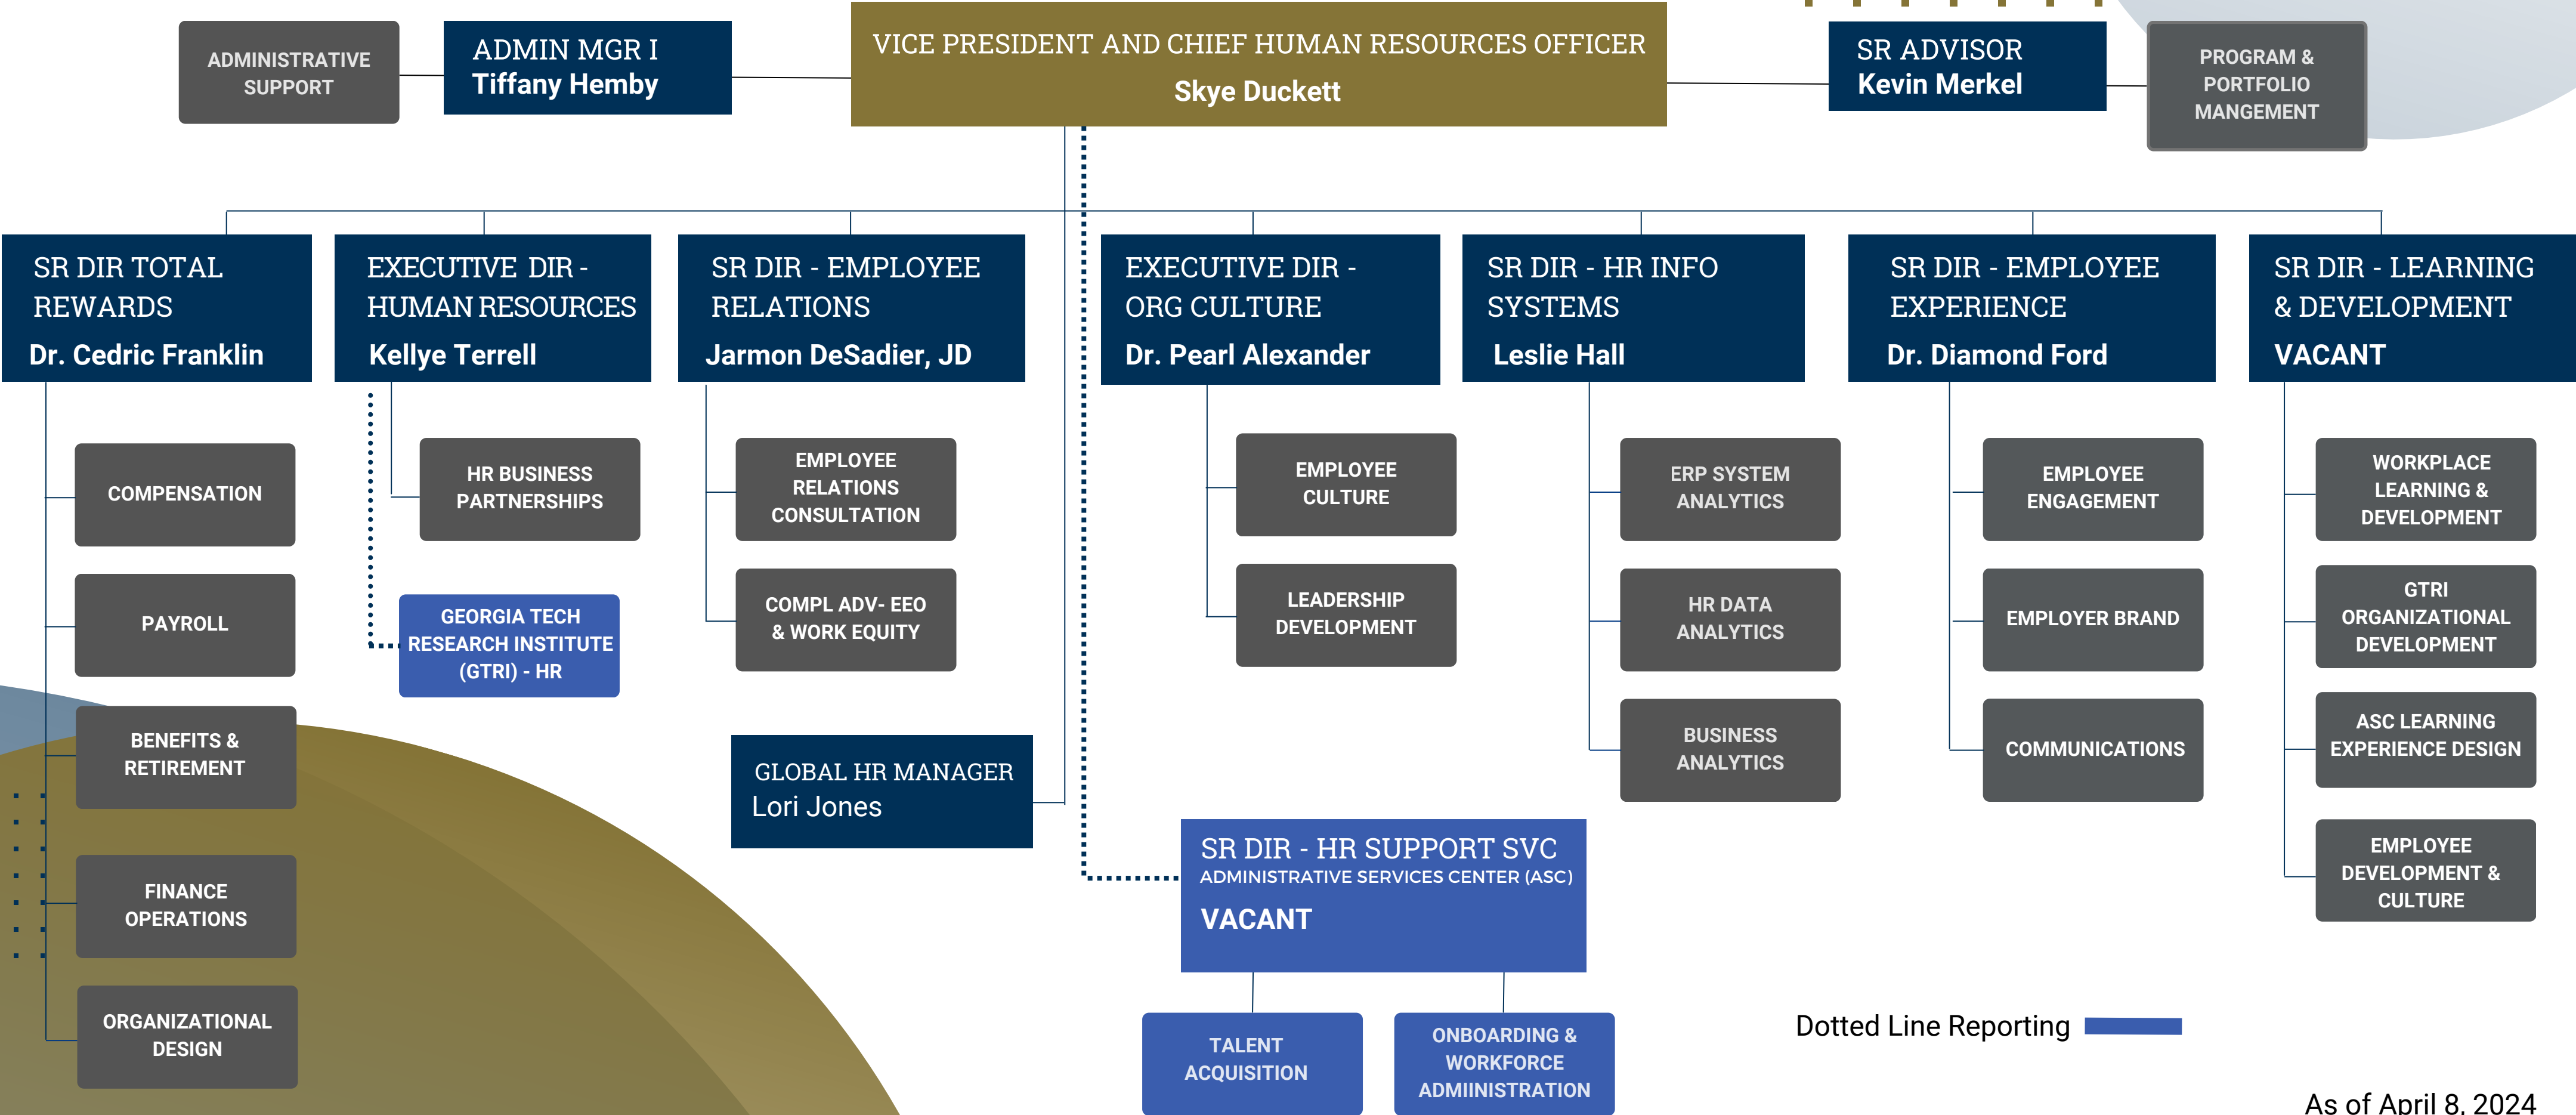 ADMINISTRATIVE
SUPPORT
ADMIN MGR I
Tiffany Hemby
VICE PRESIDENT AND CHIEF HUMAN RESOURCES OFFICER
Skye Duckett
SR ADVISOR
Kevin Merkel
PROGRAM &
PORTFOLIO
MANGEMENT
SR DIR TOTAL
REWARDS
Dr. Cedric Franklin
EXECUTIVE DIR -
HUMAN RESOURCES
Kellye Terrell
SR DIR - EMPLOYEE
RELATIONS
Jarmon DeSadier, JD
EXECUTIVE DIR -
ORG CULTURE
Dr. Pearl Alexander
SR DIR - HR INFO
SYSTEMS
Leslie Hall
SR DIR - EMPLOYEE
EXPERIENCE
Dr. Diamond Ford
SR DIR - LEARNING
& DEVELOPMENT
VACANT
COMPENSATION
PAYROLL
BENEFITS &
RETIREMENT
FINANCE
OPERATIONS
ORGANIZATIONAL
DESIGN
HR BUSINESS
PARTNERSHIPS
GEORGIA TECH
RESEARCH INSTITUTE
(GTRI) - HR
EMPLOYEE
RELATIONS
CONSULTATION
COMPL ADV- EEO
& WORK EQUITY
GLOBAL HR MANAGER
Lori Jones
EMPLOYEE
CULTURE
LEADERSHIP
DEVELOPMENT
SR DIR - HR SUPPORT SVC
ADMINISTRATIVE SERVICES CENTER (ASC)
VACANT
TALENT
ACQUISITION
ONBOARDING &
WORKFORCE
ADMIINISTRATION
ERP SYSTEM
ANALYTICS
HR DATA
ANALYTICS
BUSINESS
ANALYTICS
EMPLOYEE
ENGAGEMENT
EMPLOYER BRAND
COMMUNICATIONS
WORKPLACE
LEARNING &
DEVELOPMENT
GTRI
ORGANIZATIONAL
DEVELOPMENT
ASC LEARNING
EXPERIENCE DESIGN
EMPLOYEE
DEVELOPMENT &
CULTURE
Dotted Line Reporting
As of April 8, 2024